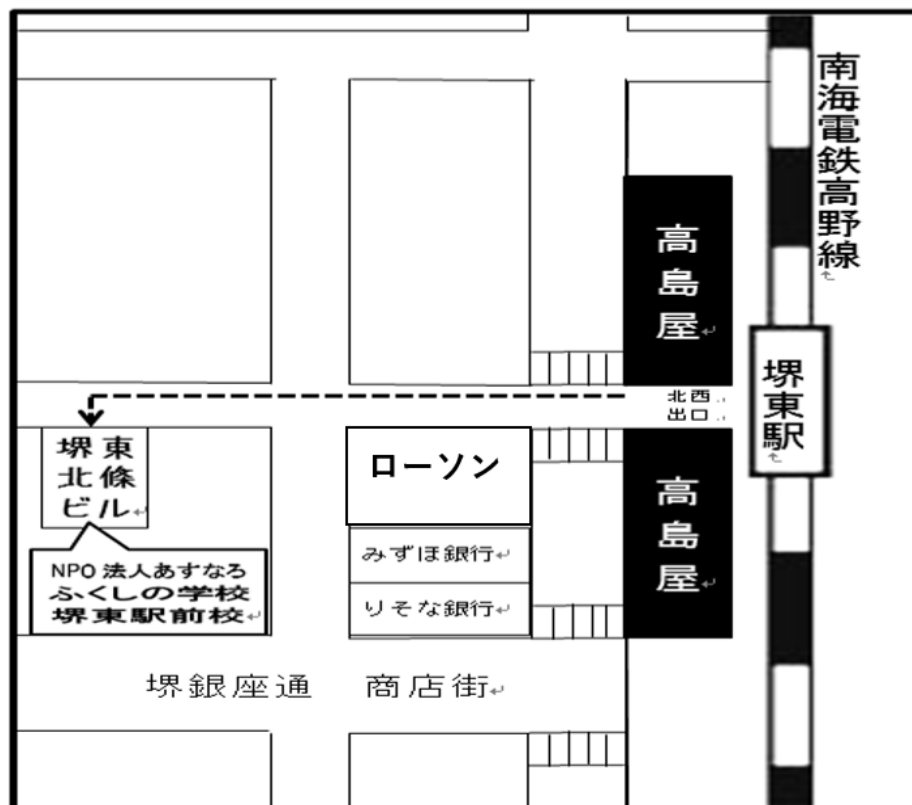 南海電鉄高野線
高島屋
北西
出口
堺東駅
堺東
北條
ビル
ローソン
高島屋
みずほ銀行
りそな銀行
NPO 法人あすなろ
ふくしの学校
堺東駅前校
堺銀座通 商店街